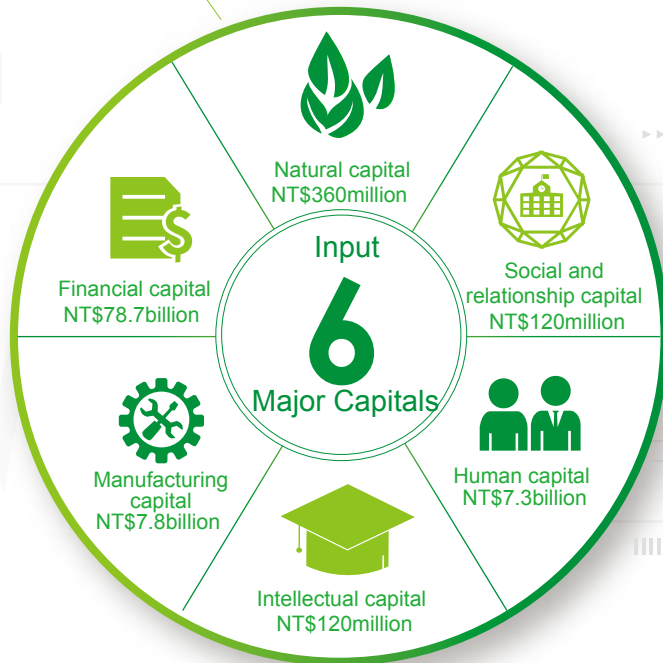 Natural capital
NT$360million
Social and
relationship capital
NT$120million
Human capital
NT$7.3billion
Intellectual capital
NT$120million
Manufacturing
capital
NT$7.8billion
Financial capital
NT$78.7billion
Input
6
Major Capitals